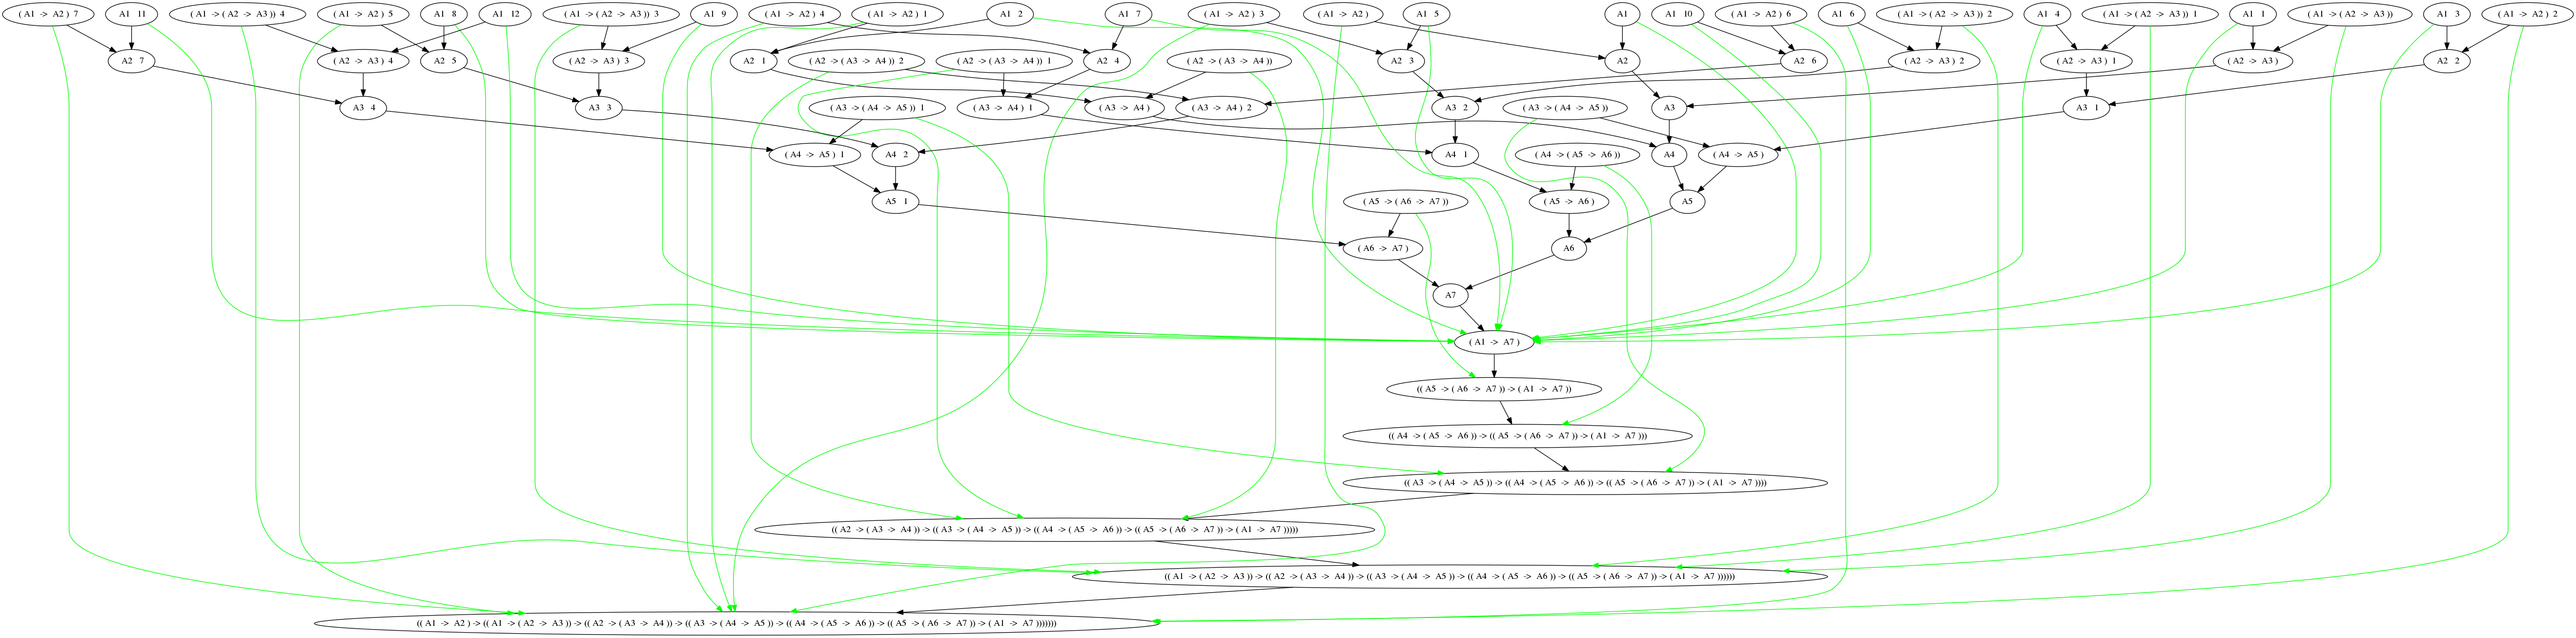 ( A1 -> A2 ) 7
A1 11
( A1 -> ( A2 -> A3 )) 4
( A1 -> A2 ) 5
A1 8
A1 12
( A1 -> ( A2 -> A3 )) 3
A1 9
( A1 -> A2 ) 4
( A1 -> A2 ) 1
A1 2
A1 7
( A1 -> A2 ) 3
( A1 -> A2 )
A1 5
A1
A1 10
( A1 -> A2 ) 6
A1 6
( A1 -> ( A2 -> A3 )) 2
A1 4
( A1 -> ( A2 -> A3 )) 1
A1 1
( A1 -> ( A2 -> A3 ))
A1 3
( A1 -> A2 ) 2
A2 7
( A2 -> A3 ) 4
A2 5
( A2 -> A3 ) 3
A2 1
( A2 -> ( A3 -> A4 )) 2
( A2 -> ( A3 -> A4 )) 1
A2 4
( A2 -> ( A3 -> A4 ))
A2 3
A2
A2 6
( A2 -> A3 ) 2
( A2 -> A3 ) 1
( A2 -> A3 )
A2 2
A3 4
A3 3
( A3 -> ( A4 -> A5 )) 1
( A3 -> A4 ) 1
( A3 -> A4 )
( A3 -> A4 ) 2
A3 2
( A3 -> ( A4 -> A5 ))
A3
A3 1
( A4 -> A5 ) 1
A4 2
A4 1
( A4 -> ( A5 -> A6 ))
A4
( A4 -> A5 )
A5 1
( A5 -> ( A6 -> A7 ))
( A5 -> A6 )
A5
( A6 -> A7 )
A6
A7
( A1 -> A7 )
(( A5 -> ( A6 -> A7 )) -> ( A1 -> A7 ))
(( A4 -> ( A5 -> A6 )) -> (( A5 -> ( A6 -> A7 )) -> ( A1 -> A7 )))
(( A3 -> ( A4 -> A5 )) -> (( A4 -> ( A5 -> A6 )) -> (( A5 -> ( A6 -> A7 )) -> ( A1 -> A7 ))))
(( A2 -> ( A3 -> A4 )) -> (( A3 -> ( A4 -> A5 )) -> (( A4 -> ( A5 -> A6 )) -> (( A5 -> ( A6 -> A7 )) -> ( A1 -> A7 )))))
(( A1 -> ( A2 -> A3 )) -> (( A2 -> ( A3 -> A4 )) -> (( A3 -> ( A4 -> A5 )) -> (( A4 -> ( A5 -> A6 )) -> (( A5 -> ( A6 -> A7 )) -> ( A1 -> A7 ))))))
(( A1 -> A2 ) -> (( A1 -> ( A2 -> A3 )) -> (( A2 -> ( A3 -> A4 )) -> (( A3 -> ( A4 -> A5 )) -> (( A4 -> ( A5 -> A6 )) -> (( A5 -> ( A6 -> A7 )) -> ( A1 -> A7 )))))))